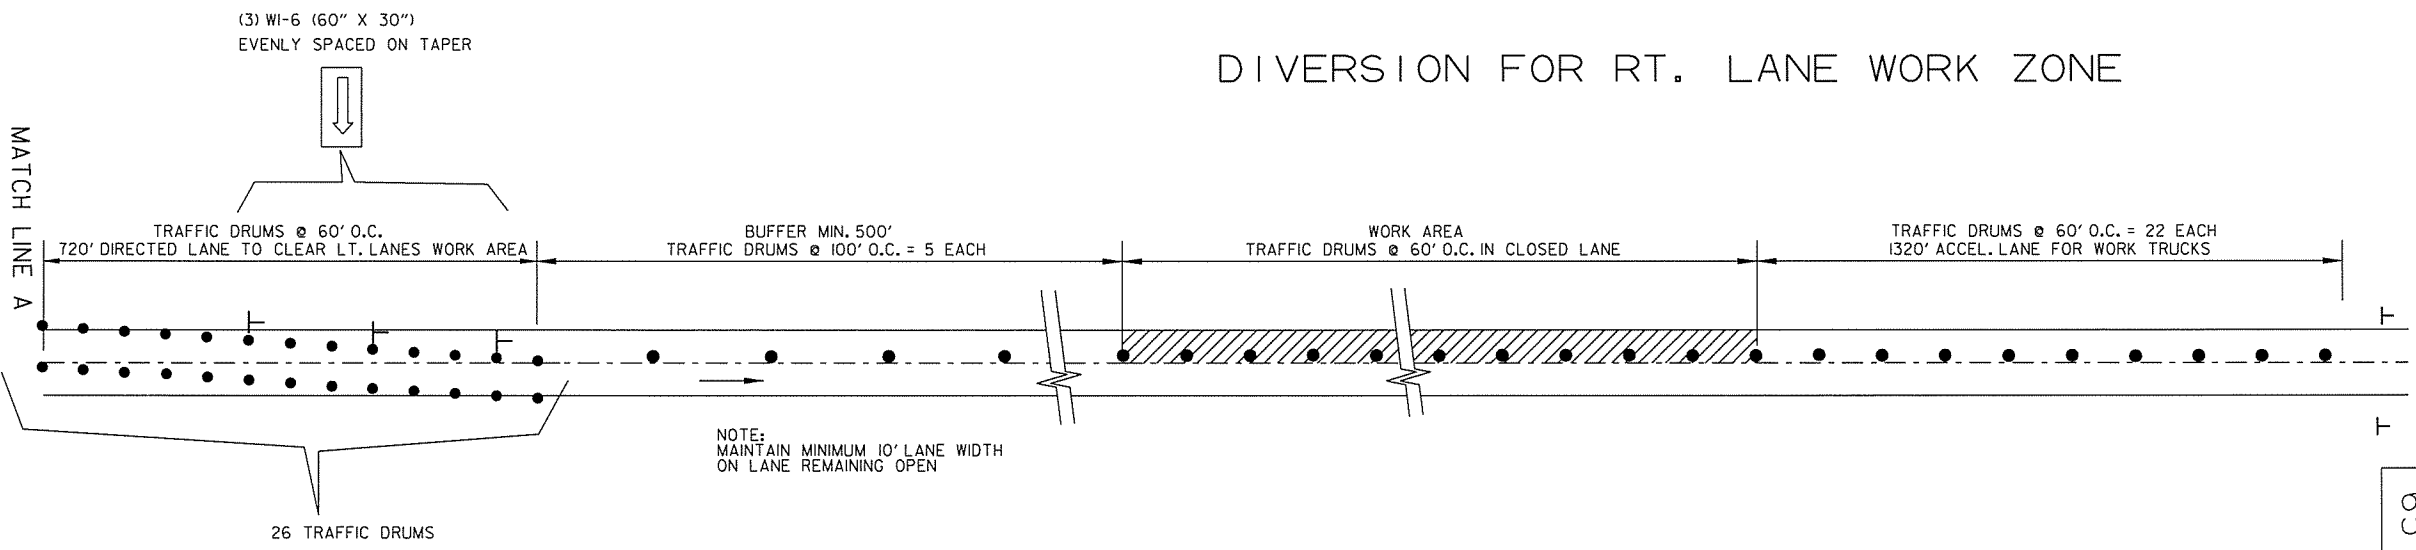 (3) WI-6 (60" X 30")
EVENLY SPACED ON TAPER
DIVERSION FOR RT. LANE WORK ZONE
MATCH LINE A
TRAFFIC DRUMS @ 60' O.C.
720' DIRECTED LANE TO CLEAR LT. LANES WORK AREA
BUFFER MIN. 500'
TRAFFIC DRUMS @ 100' O.C. = 5 EACH
WORK AREA
TRAFFIC DRUMS @ 60' O.C. IN CLOSED LANE
TRAFFIC DRUMS @ 60' O.C. = 22 EACH
1320' ACCEL. LANE FOR WORK TRUCKS
NOTE:
MAINTAIN MINIMUM 10' LANE WIDTH
ON LANE REMAINING OPEN
26 TRAFFIC DRUMS